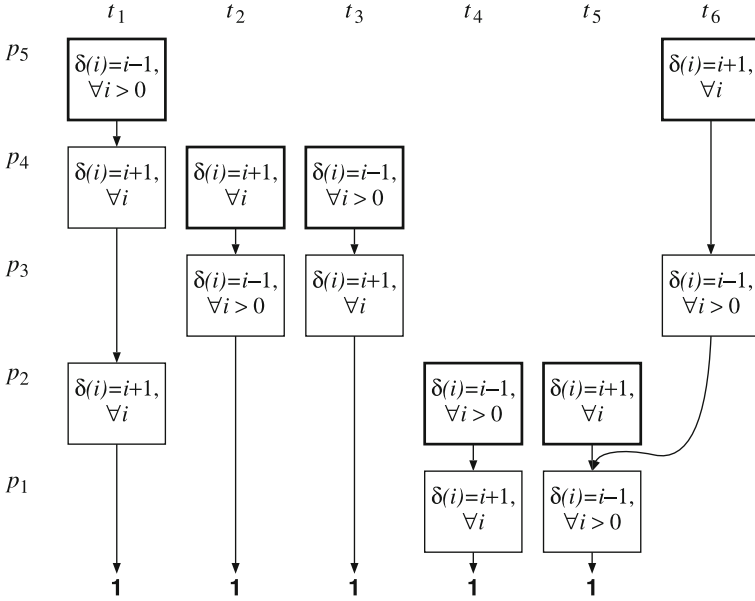 t₁ t₂ t₃ t₄ t₅ t₆
p₅
δ(i)=i–1,
∀i > 0
δ(i)=i+1,
∀i
p₄
δ(i)=i+1,
∀i
δ(i)=i+1,
∀i
δ(i)=i–1,
∀i > 0
p₃
δ(i)=i–1,
∀i > 0
δ(i)=i+1,
∀i
δ(i)=i–1,
∀i > 0
p₂
δ(i)=i+1,
∀i
δ(i)=i–1,
∀i > 0
δ(i)=i+1,
∀i
p₁
δ(i)=i+1,
∀i
δ(i)=i–1,
∀i > 0
1 1 1 1 1